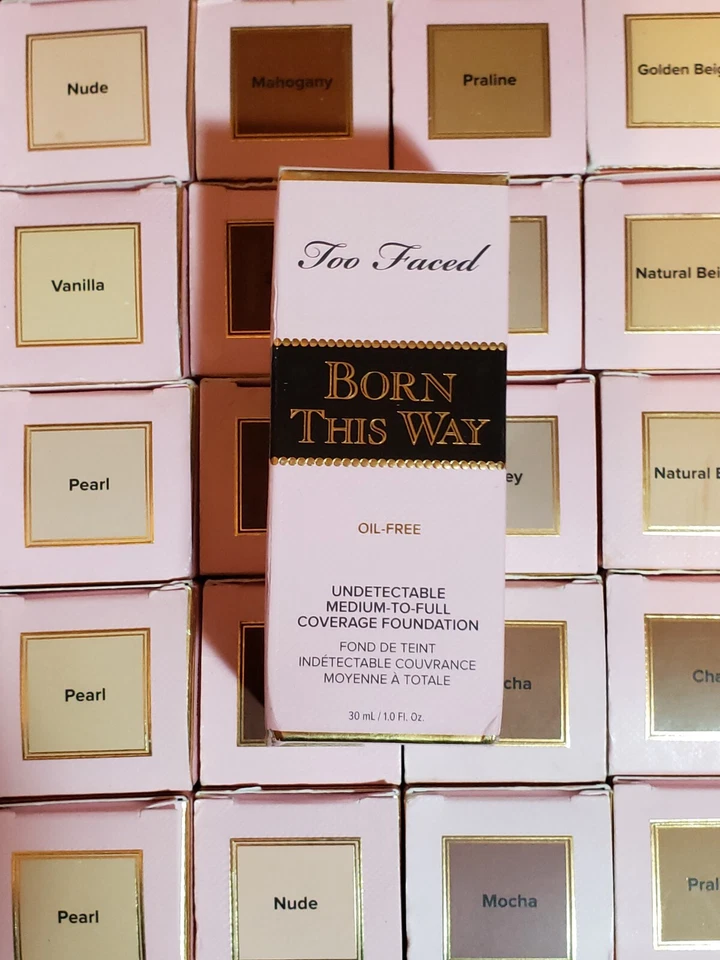 Nude
Mahogany
Praline
Golden Beig
Vanilla
Natural Bei
Pearl
ey
Natural B
Pearl
cha
Cha
Pearl
Nude
Mocha
Pral
Too Faced
BORN
THIS WAY
OIL-FREE
UNDETECTABLE
MEDIUM-TO-FULL
COVERAGE FOUNDATION
FOND DE TEINT
INDÉTECTABLE COUVRANCE
MOYENNE À TOTALE
30 mL / 1.0 Fl. Oz.